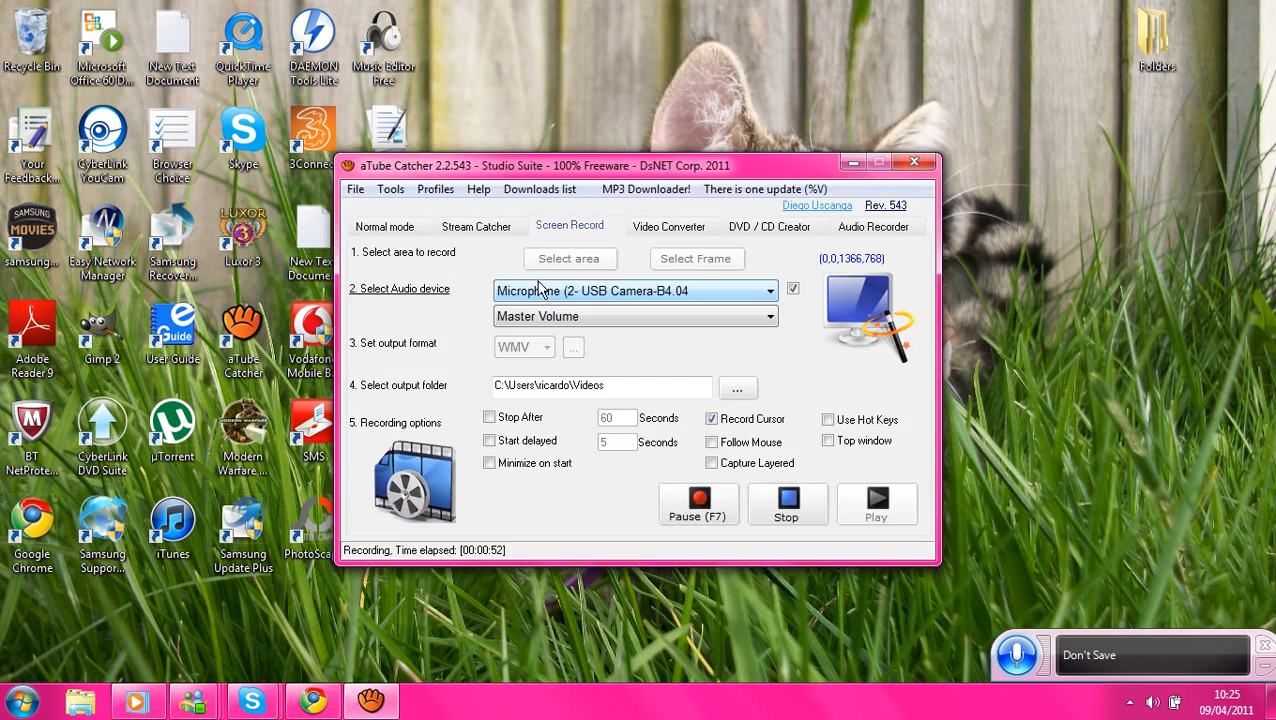 Recycle Bin
Microsoft
Office 60 D...
New Text
Document
QuickTime
Player
DAEMON
Tools Lite
Music Editor
Free
Folders
Your
Feedback...
CyberLink
YouCam
Browser
Choice
Skype
3Connec
aTube Catcher 2.2.543 - Studio Suite - 100% Freeware - DsNET Corp. 2011
File Tools Profiles Help Downloads list MP3 Downloader! There is one update (%V)
Diego Uscanga Rev. 543
Normal mode Stream Catcher Screen Record Video Converter DVD / CD Creator Audio Recorder
1. Select area to record Select area Select Frame (0,0,1366,768)
2. Select Audio device Microphone (2- USB Camera-B4.04
Master Volume
3. Set output format WMV ...
4. Select output folder C:\Users\ricardo\Videos ...
5. Recording options
Stop After 60 Seconds Record Cursor Use Hot Keys
Start delayed 5 Seconds Follow Mouse Top window
Minimize on start Capture Layered
Pause (F7) Stop Play
Recording, Time elapsed: [00:00:52]
SAMSUNG
MOVIES
samsung...
Easy Network
Manager
Samsung
Recover...
LUXOR
Luxor 3
New Text
Docume...
Adobe
Reader 9
Gimp 2
Guide
User Guide
aTube
Catcher
Vodafon
Mobile B
BT
NetProte...
CyberLink
DVD Suite
µTorrent
MODERN
WARFARE
Modern
Warfare ...
SMS
Google
Chrome
Samsung
Suppor...
iTunes
Samsung
Update Plus
PhotoScap
Don't Save
10:25
09/04/2011